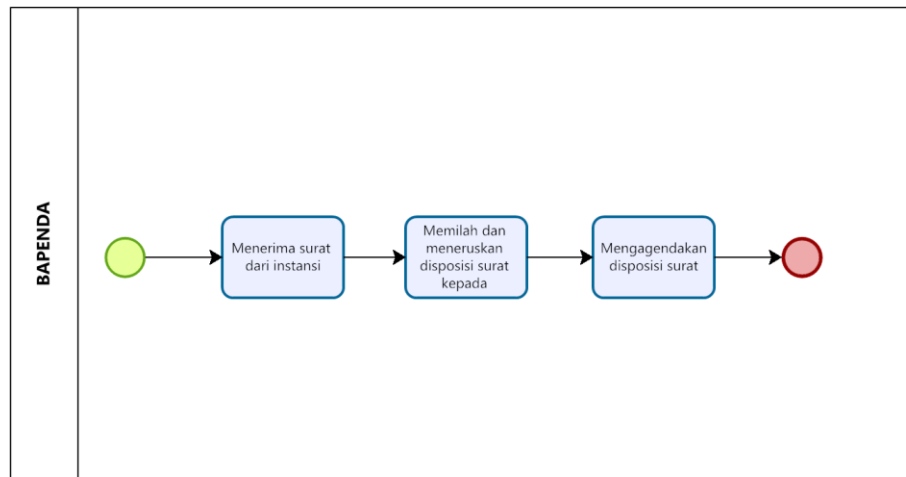 BAPENDA
Menerima surat
dari instansi
Memilah dan
meneruskan
disposisi surat
kepada
Mengagendakan
disposisi surat